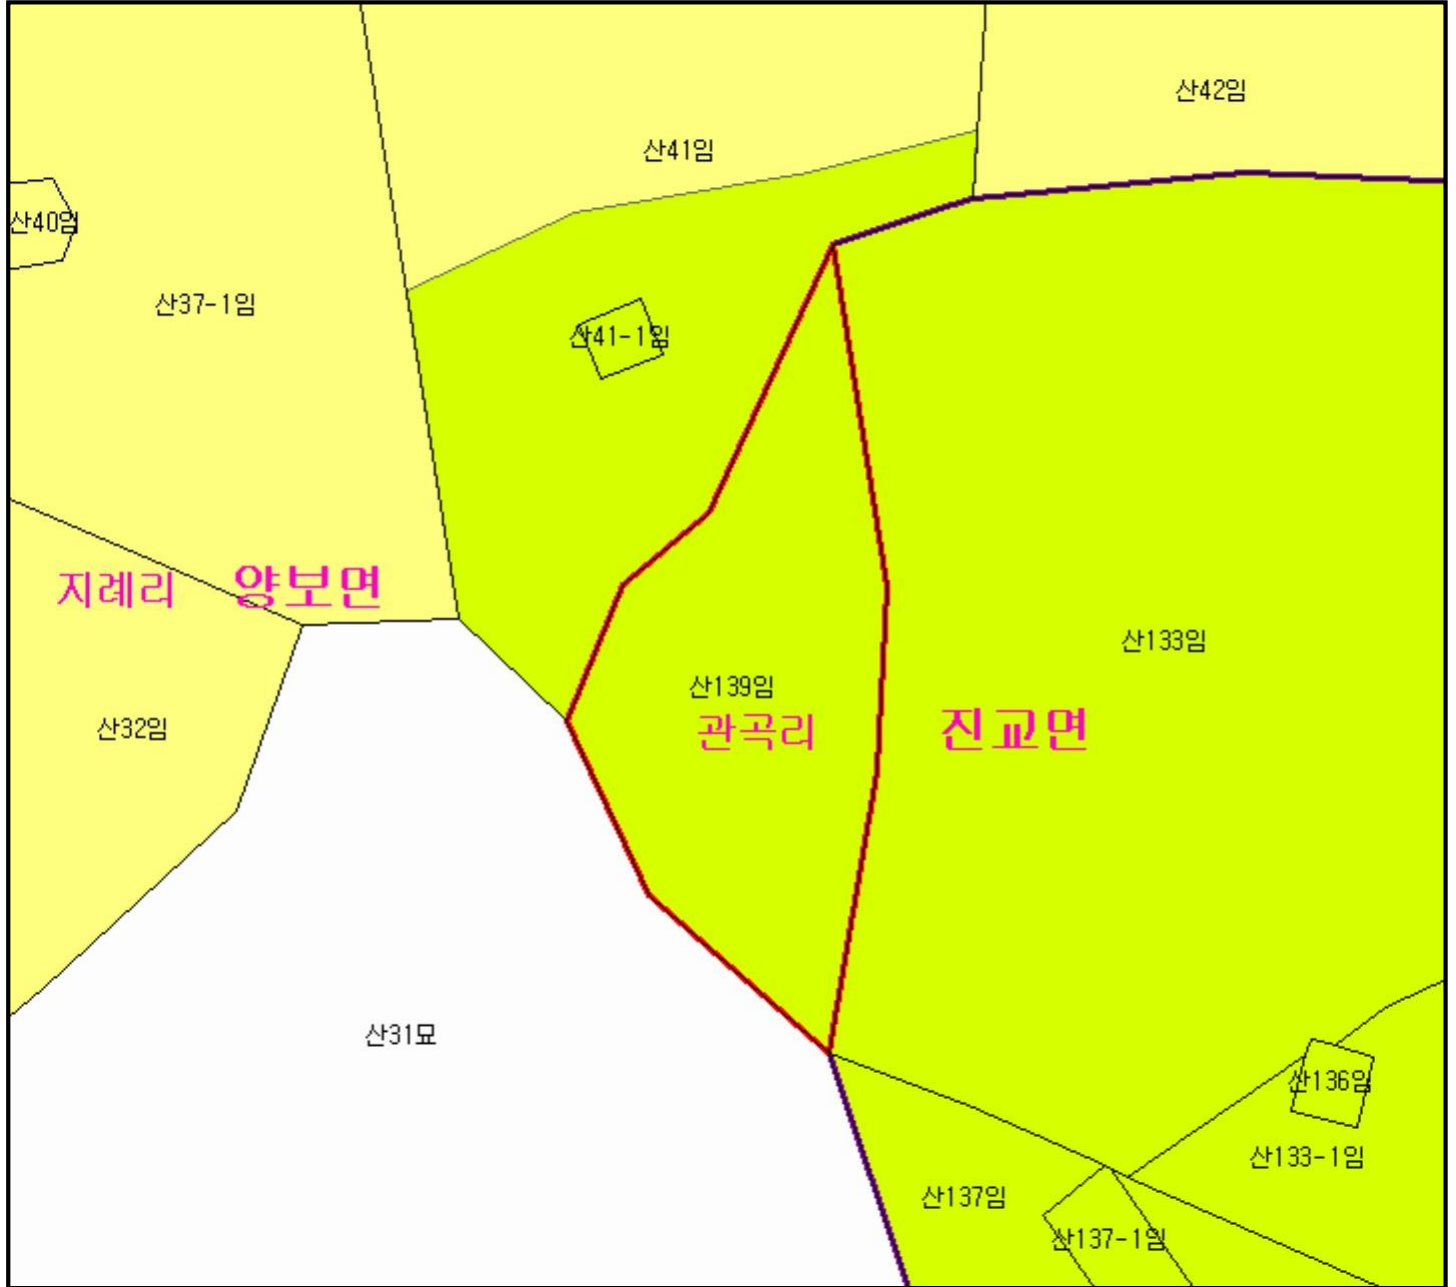 산42임
산41임
산40임
산37-1임
산41-1임
지례리
양보면
산133임
산139임
산32임
관곡리
진교면
산31묘
산136임
산133-1임
산137임
산137-1임